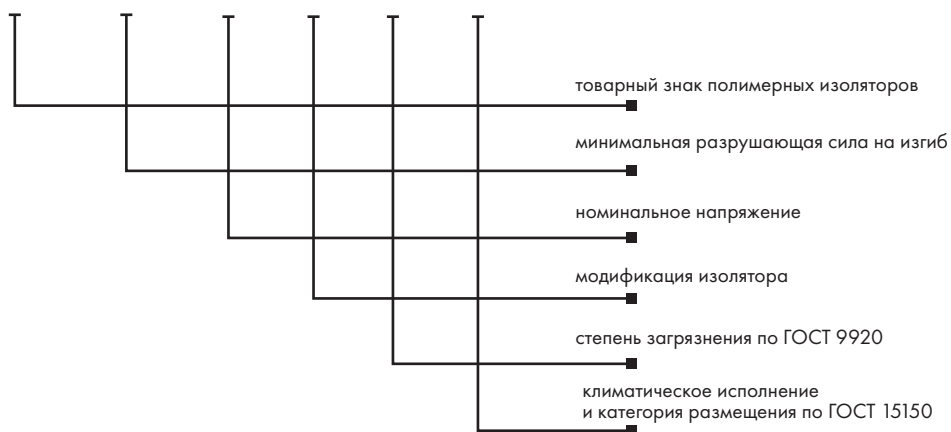 товарный знак полимерных изоляторов
минимальная разрушающая сила на изгиб
номинальное напряжение
модификация изолятора
степень загрязнения по ГОСТ 9920
климатическое исполнение
и категория размещения по ГОСТ 15150